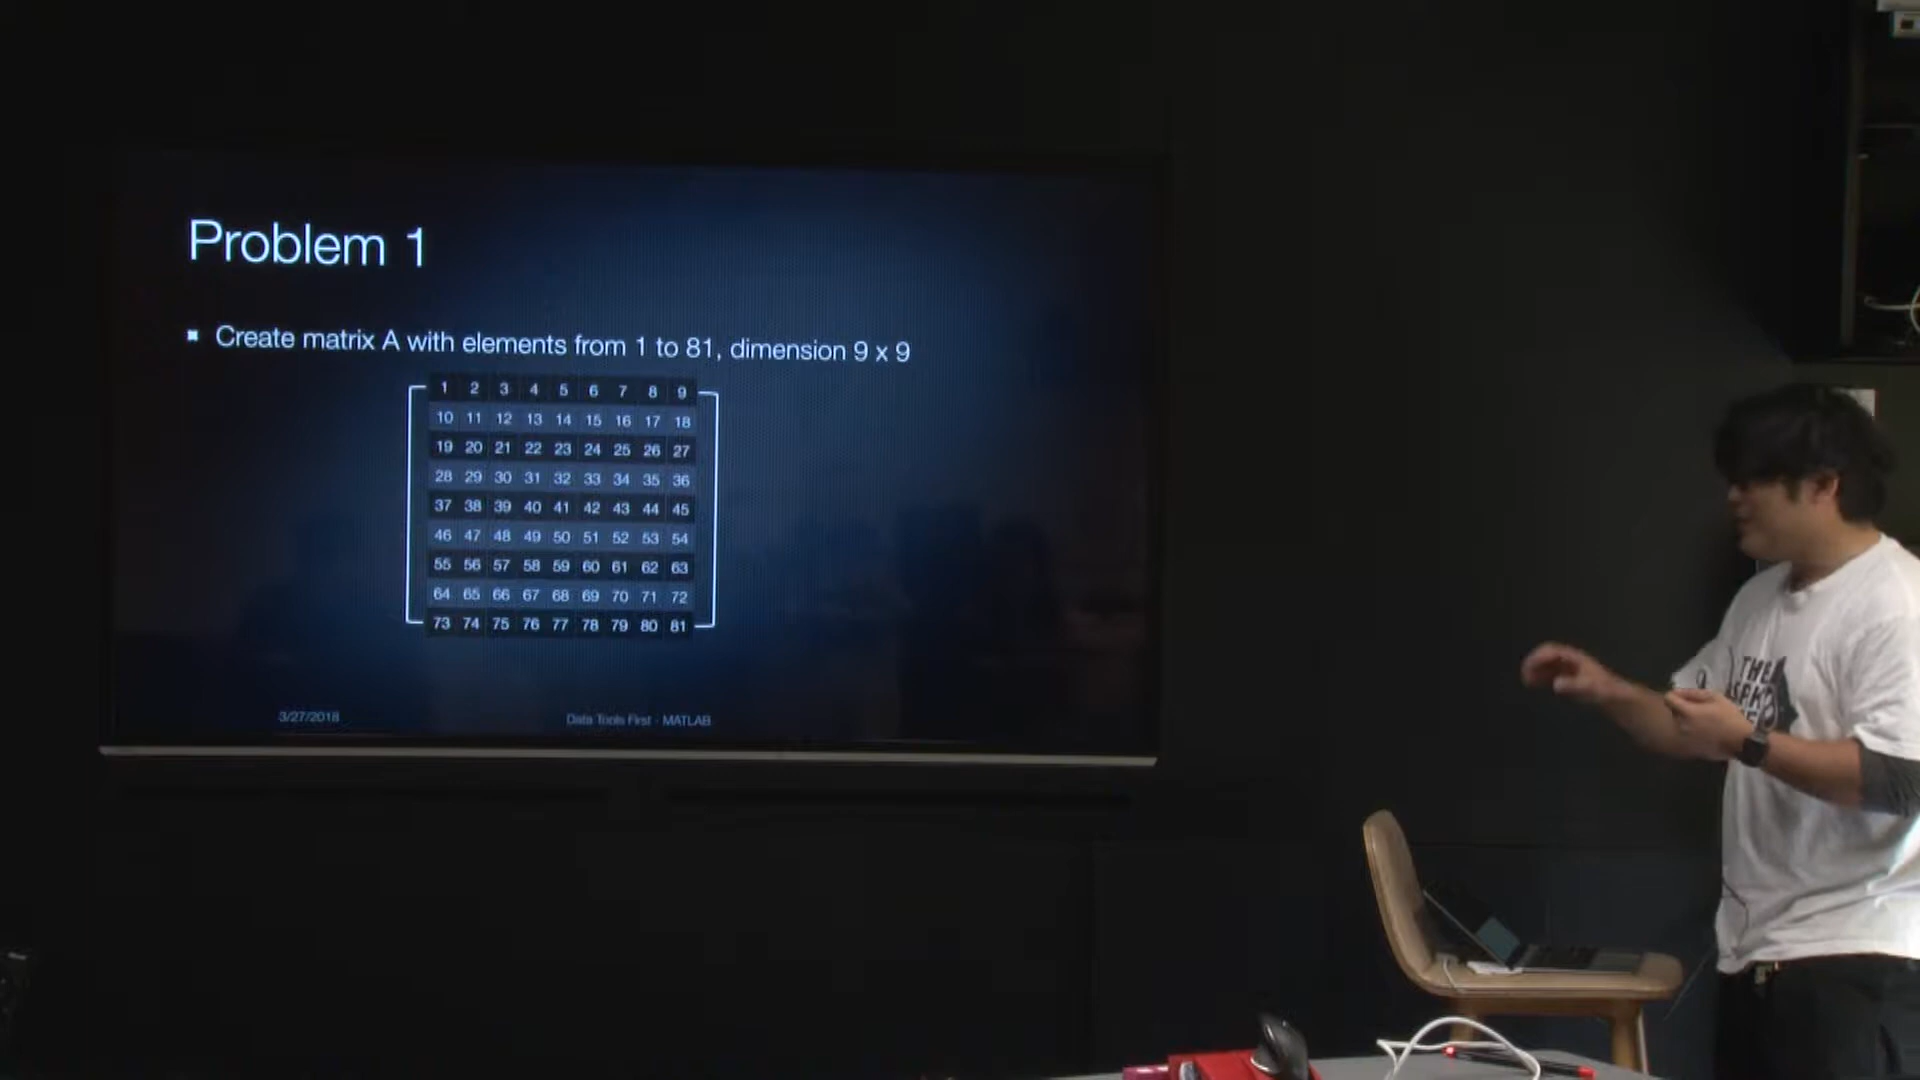 Problem 1
Create matrix A with elements from 1 to 81, dimension 9 x 9
1 2 3 4 5 6 7 8 9
10 11 12 13 14 15 16 17 18
19 20 21 22 23 24 25 26 27
28 29 30 31 32 33 34 35 36
37 38 39 40 41 42 43 44 45
46 47 48 49 50 51 52 53 54
55 56 57 58 59 60 61 62 63
64 65 66 67 68 69 70 71 72
73 74 75 76 77 78 79 80 81
3/27/2018
Data Tools First - MATLAB
THE